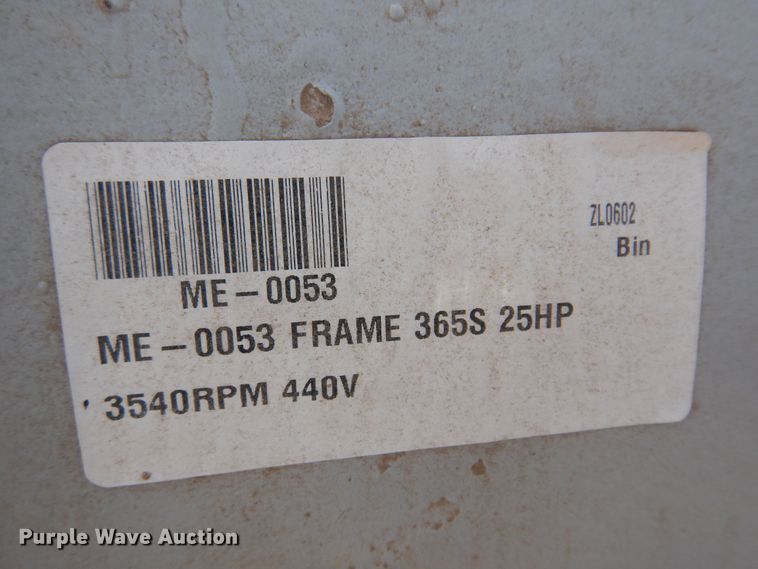 ZL0602
Bin
ME-0053
ME-0053 FRAME 365S 25HP
3540RPM 440V
Purple Wave Auction